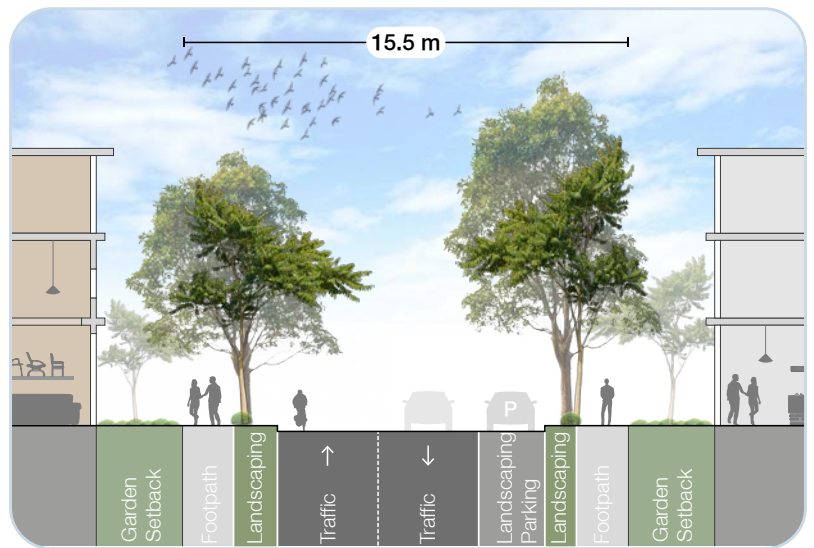 15.5 m
P
Garden
Setback
Footpath
Landscaping
Traffic
Traffic
Landscaping
Parking
Landscaping
Footpath
Garden
Setback